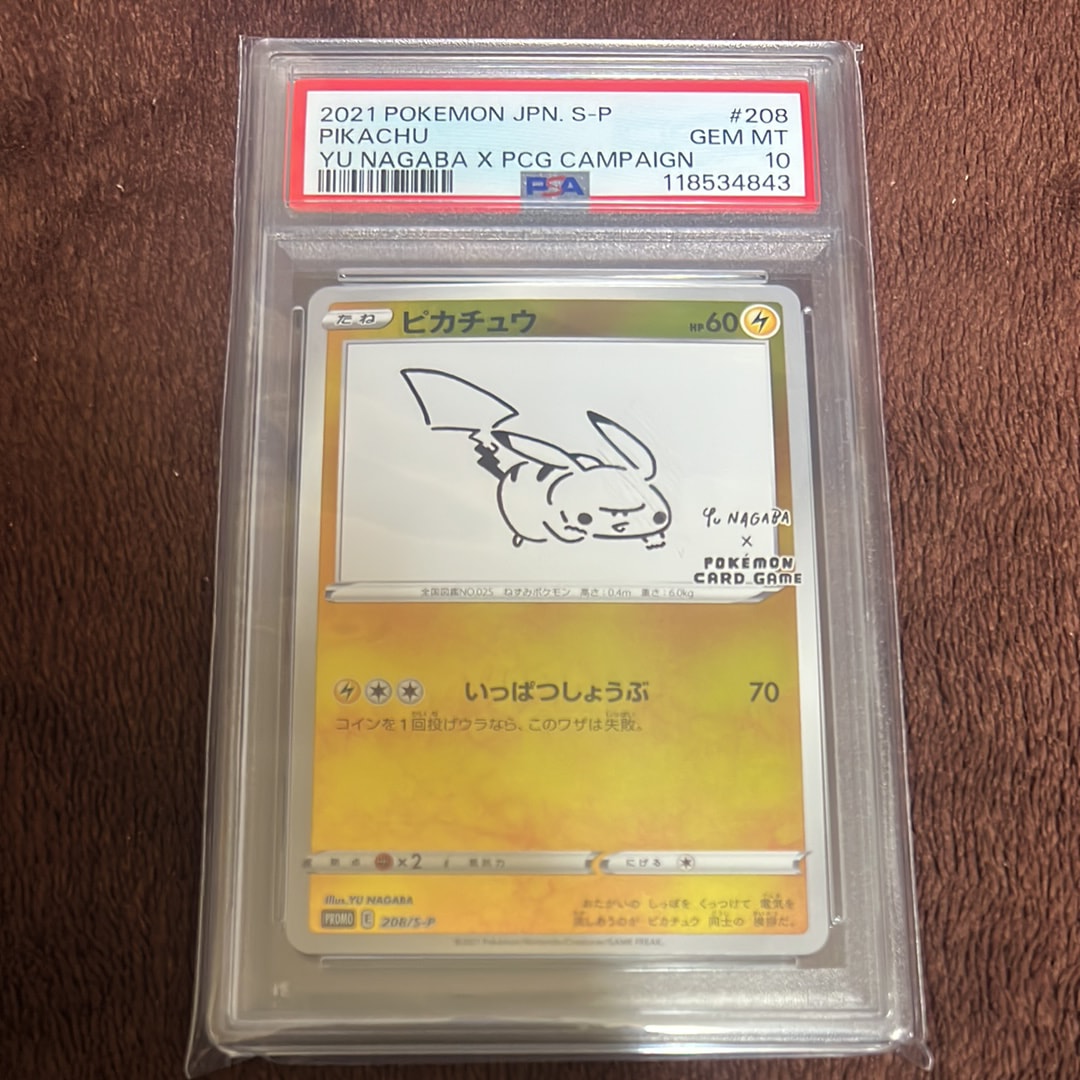 2021 POKEMON JPN. S-P #208
PIKACHU GEM MT
YU NAGABA X PCG CAMPAIGN 10
PSA 118534843
たね ピカチュウ HP60
YU NAGABA
×
POKÉMON
CARD GAME
全国図鑑NO.025 ねずみポケモン 高さ:0.4m 重さ:6.0kg
いっぱつしょうぶ 70
コインを1回投げウラなら、このワザは失敗。
弱点 ×2 抵抗力 にげる
illus.YU NAGABA
PROMO E 208/S-P
おたがいの しっぽを くっつけて 電気を
流しあうのが ピカチュウ 同士の 挨拶だ。
©2021 Pokémon/Nintendo/Creatures/GAME FREAK.